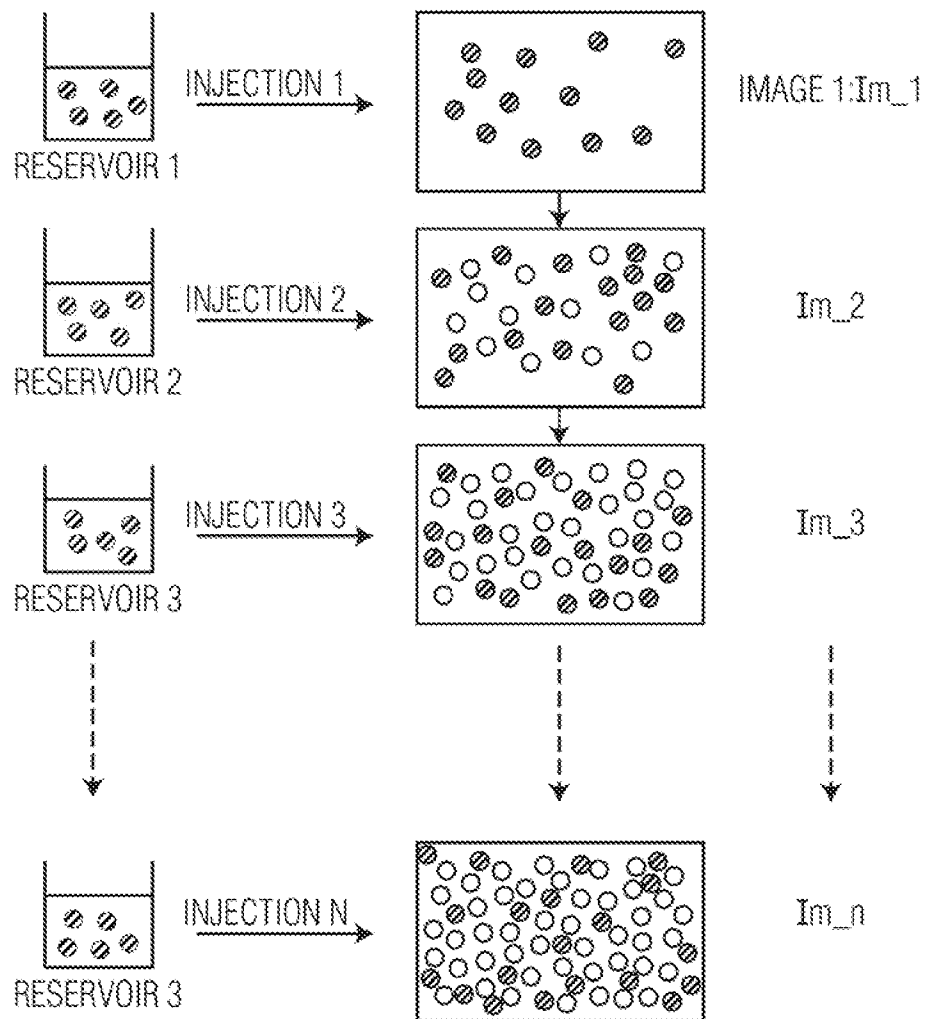 INJECTION 1
IMAGE 1:Im_1
RESERVOIR 1
INJECTION 2
Im_2
RESERVOIR 2
INJECTION 3
Im_3
RESERVOIR 3
INJECTION N
Im_n
RESERVOIR 3